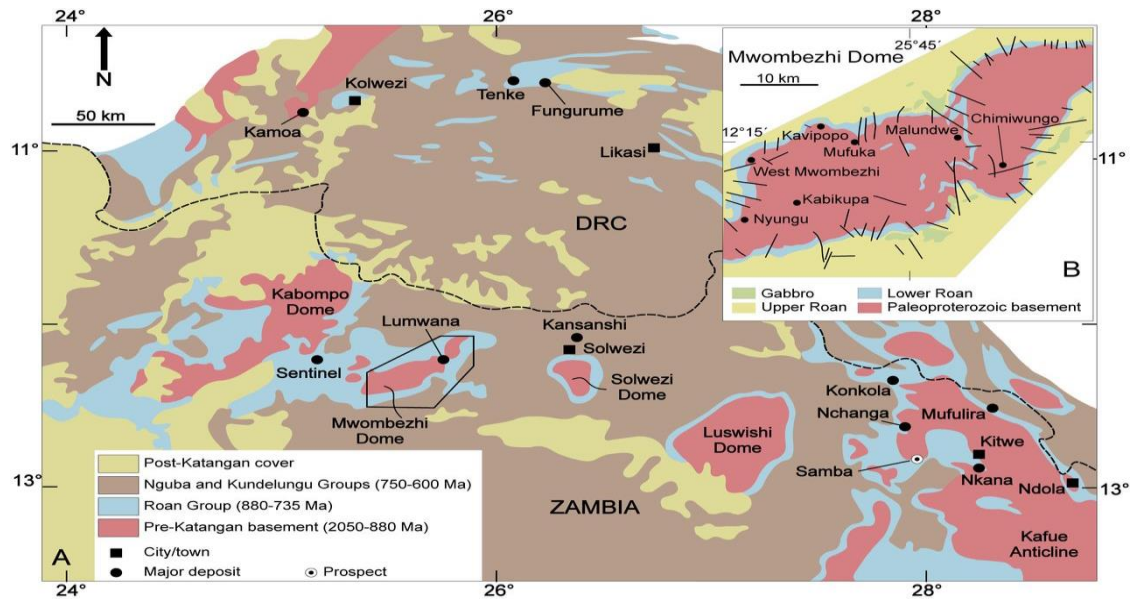 24°
26°
28°
N
50 km
Kolwezi
Kamoa
Tenke
Fungurume
Likasi
11°
DRC
Mwombezhi Dome
25°45´
10 km
12°15´
Kavipopo
Malundwe
Chimiwungo
Mufuka
West Mwombezhi
Kabikupa
Nyungu
11°
B
Gabbro
Lower Roan
Upper Roan
Paleoproterozoic basement
Kabompo
Dome
Lumwana
Kansanshi
Solwezi
Sentinel
Solwezi
Dome
Mwombezhi
Dome
Konkola
Nchanga
Mufulira
Luswishi
Dome
Kitwe
Samba
Nkana
Ndola
13°
13°
ZAMBIA
Kafue
Anticline
Post-Katangan cover
Nguba and Kundelungu Groups (750-600 Ma)
Roan Group (880-735 Ma)
Pre-Katangan basement (2050-880 Ma)
City/town
A
Major deposit
Prospect
24°
26°
28°